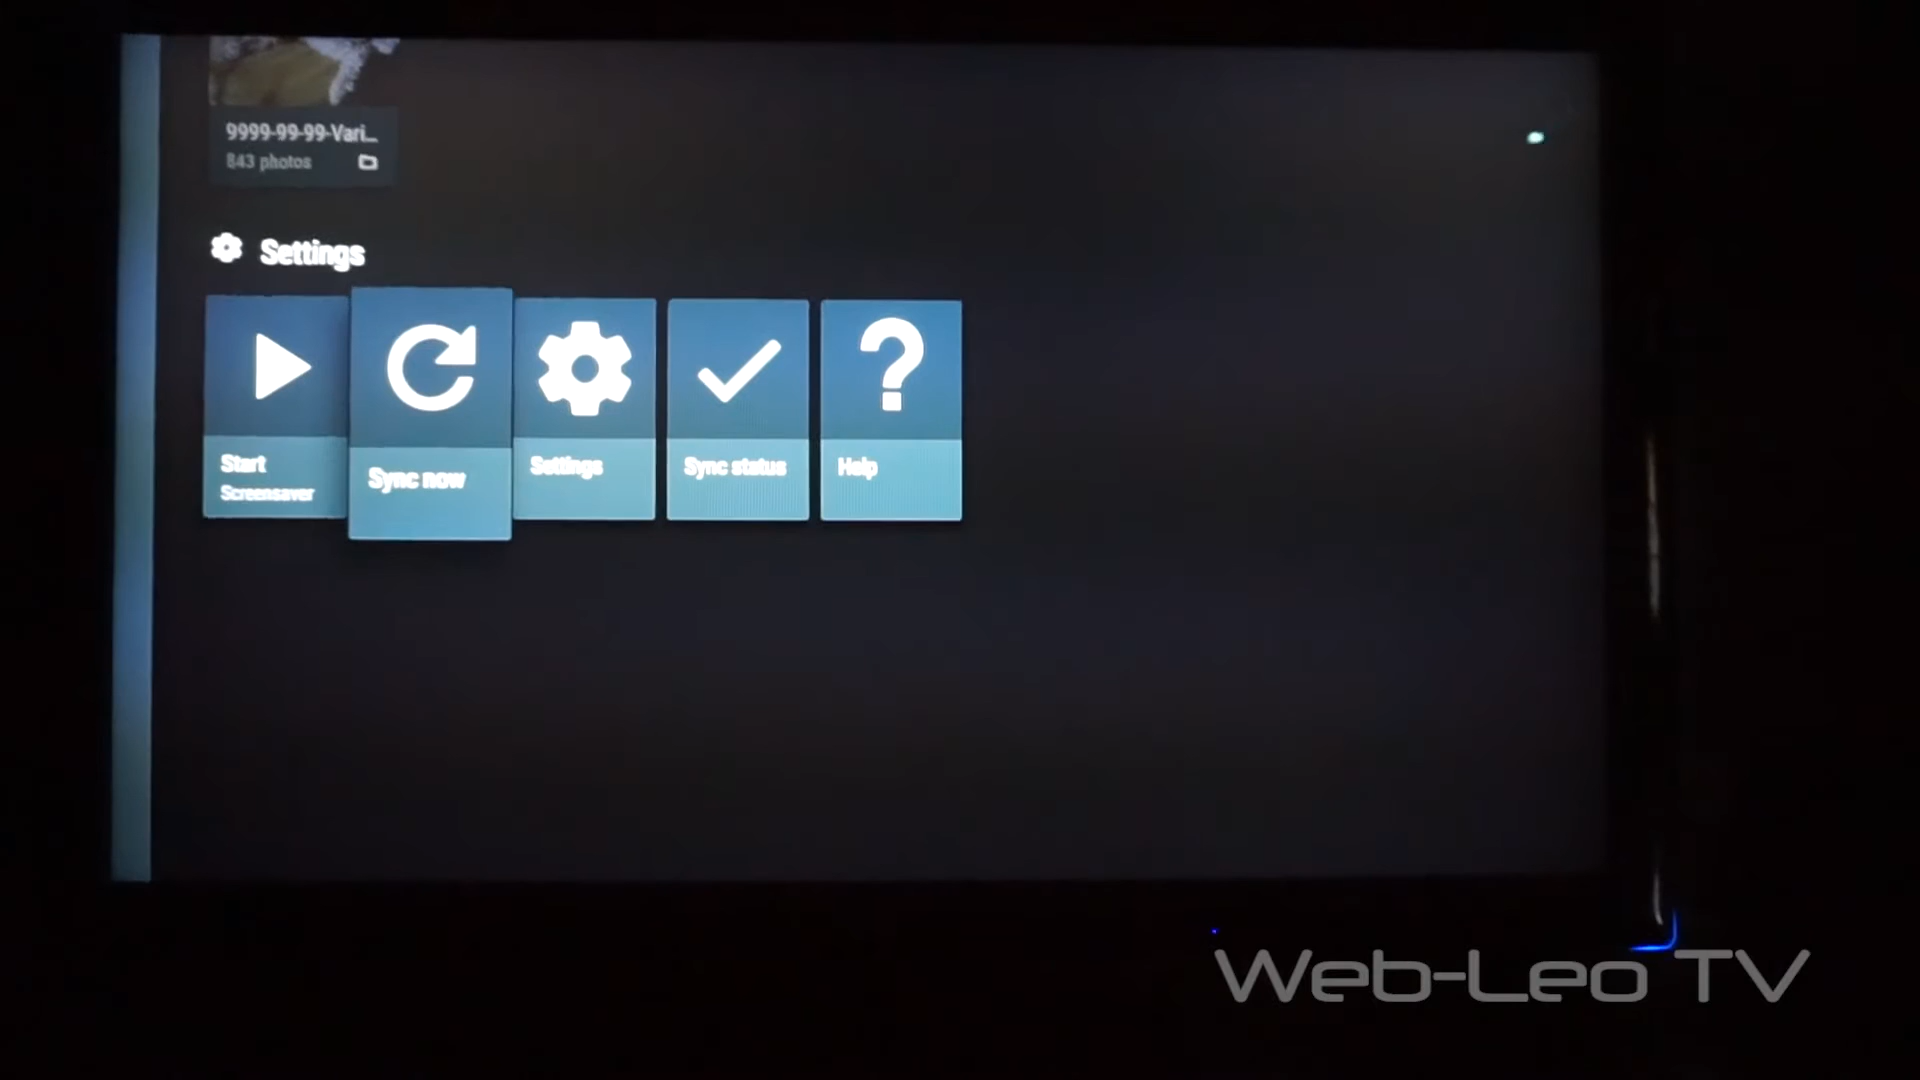 9999-99-99-Vari...
843 photos
Settings
Start
Screensaver
Sync now
Settings
Sync status
Help
Web-Leo TV